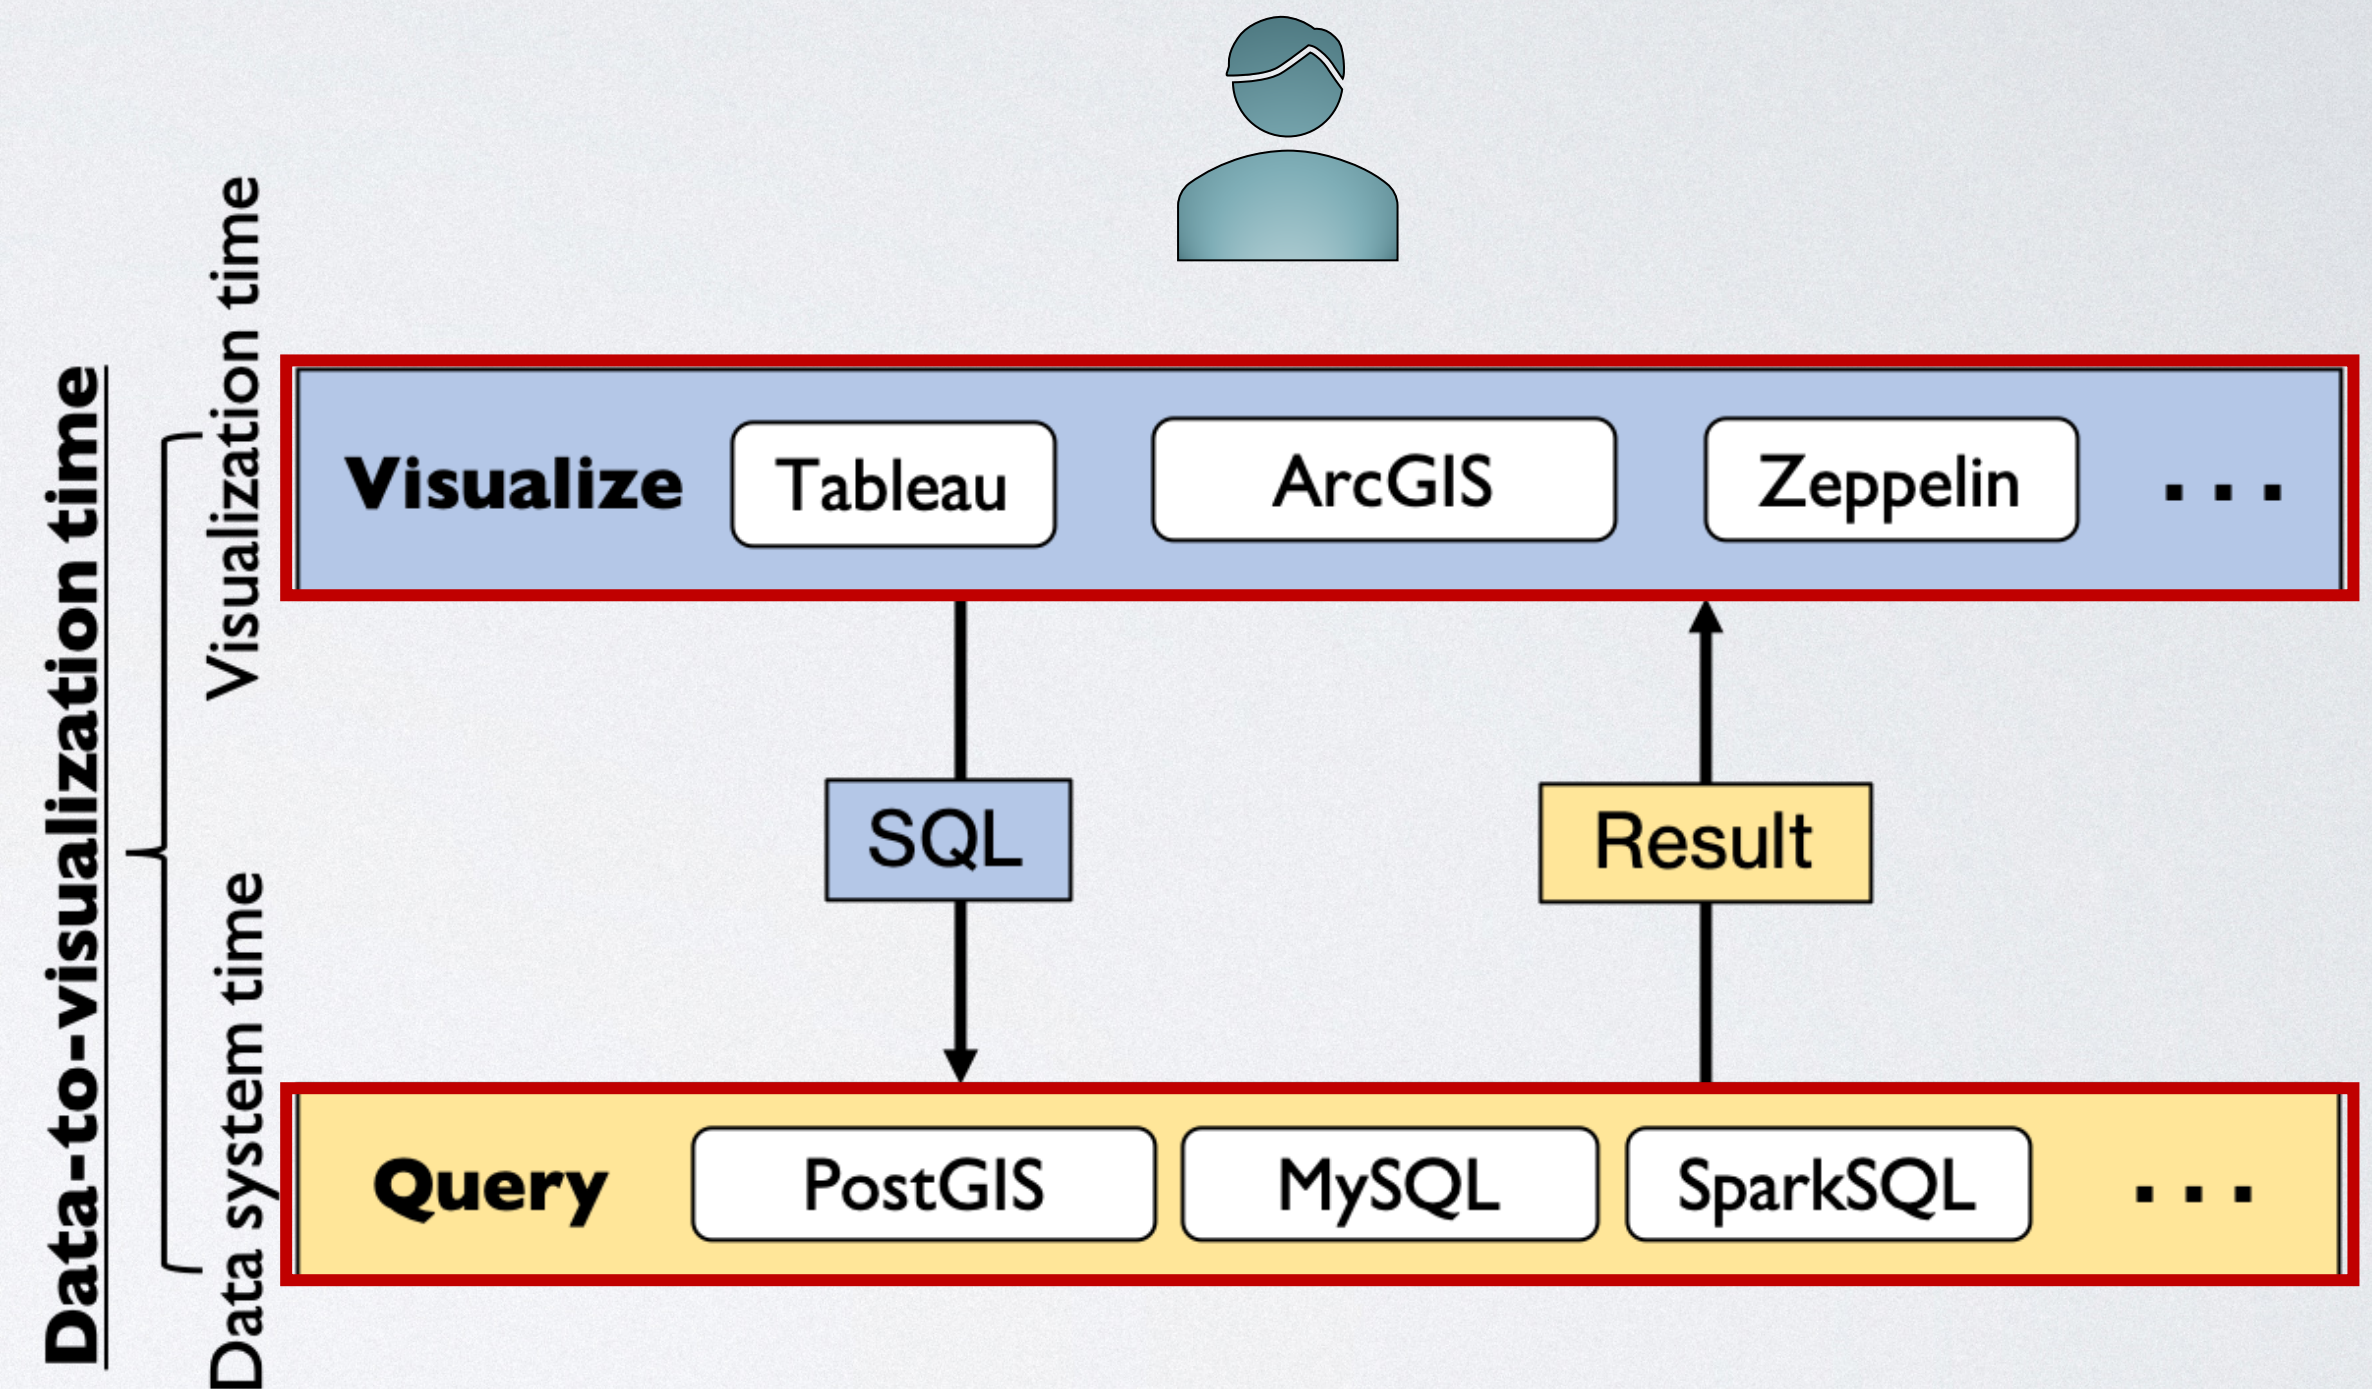 Data-to-visualization time
Visualization time
Data system time
Visualize
Tableau
ArcGIS
Zeppelin
...
SQL
Result
Query
PostGIS
MySQL
SparkSQL
...